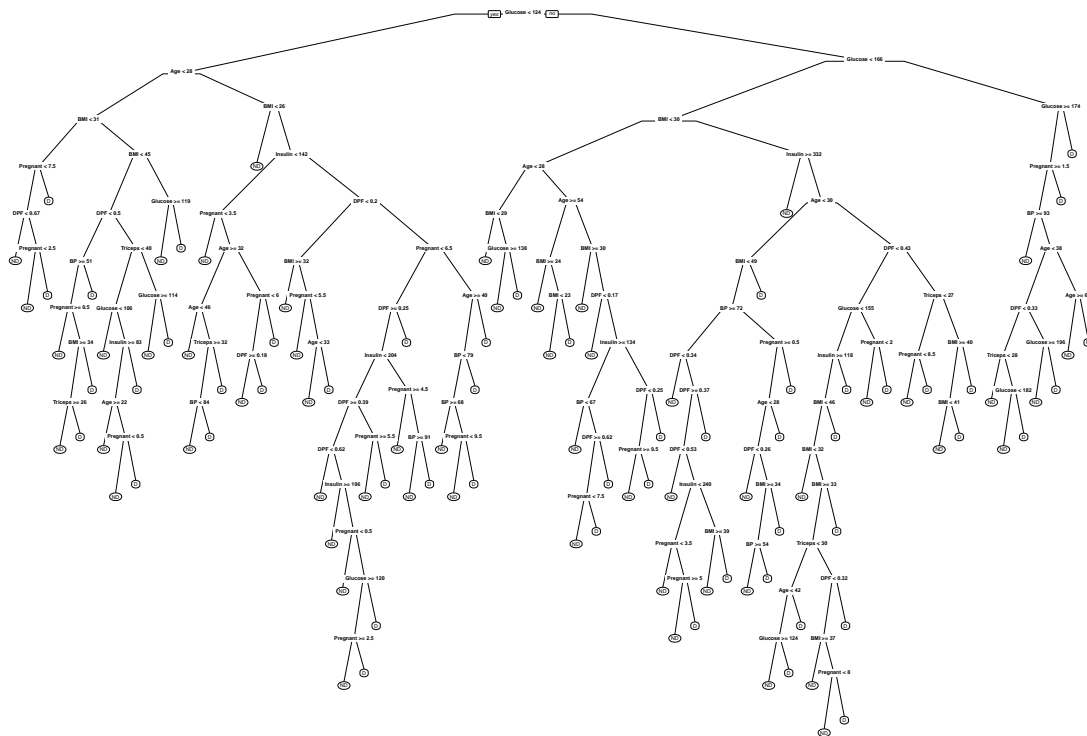 yes Glucose < 124 no
Glucose < 166
Age < 28
BMI < 26 Glucose >= 174
BMI < 31 BMI < 30 D
BMI < 45 Insulin < 142 Insulin >= 332
Pregnant < 7.5 ND Age < 28 Pregnant >= 1.5
D DPF < 0.2 Age >= 54 Age < 30 D
Glucose >= 119
DPF < 0.67 DPF < 0.5 Pregnant < 3.5 BMI < 29 ND BP >= 93
Pregnant < 2.5 Triceps < 40 ND D Age >= 32 Pregnant < 6.5 Glucose >= 138 BMI >= 30 DPF < 0.43 Age < 38
ND BP >= 51 ND BMI >= 32 ND BMI >= 24 D BMI < 49 ND
ND D D Glucose >= 114 Pregnant < 6 Pregnant < 5.5 Age >= 40 ND BMI < 23 DPF < 0.17 D Triceps < 27
Pregnant >= 0.5 Glucose < 106 ND D Age < 46 ND DPF >= 0.25 D ND BP >= 72 Glucose < 155 DPF < 0.33
BMI >= 34 Insulin >= 83 Triceps >= 32 Age < 33 D ND D ND Insulin >= 134 Pregnant >= 0.5 Pregnant < 2 BMI >= 40 Glucose >= 196
ND ND D ND DPF >= 0.18 ND Insulin < 204 BP < 79 DPF < 0.34 Insulin >= 118 Pregnant < 8.5 Triceps < 28 D
D D D D Pregnant >= 4.5 D DPF < 0.25 DPF >= 0.37 D D D D
Triceps >= 26 Age >= 22 BP < 84 ND D ND D DPF >= 0.39 BP >= 68 BP < 67 ND Age < 28 BMI < 46 ND D ND BMI < 41 ND Glucose < 182 ND D
D Pregnant < 0.5 D Pregnant >= 5.5 BP >= 91 Pregnant < 9.5 D DPF >= 0.62 D D D D D
ND D ND ND D DPF < 0.62 ND ND ND Pregnant >= 9.5 DPF < 0.53 DPF < 0.26 BMI < 32 ND D ND D
D D D D D Insulin < 240 BMI >= 34 D BMI >= 33
ND D ND Insulin >= 196 ND D ND D ND D Pregnant < 7.5 D ND D ND ND ND
Pregnant < 0.5 D BMI >= 39 D D
ND Pregnant < 3.5 BP >= 54 Triceps < 30
Glucose >= 120 D Pregnant >= 5 D D DPF < 0.32
ND ND ND D ND Age < 42
D D D D
Pregnant >= 2.5 ND Glucose >= 124 BMI >= 37
D D Pregnant < 6
ND ND ND
D
ND